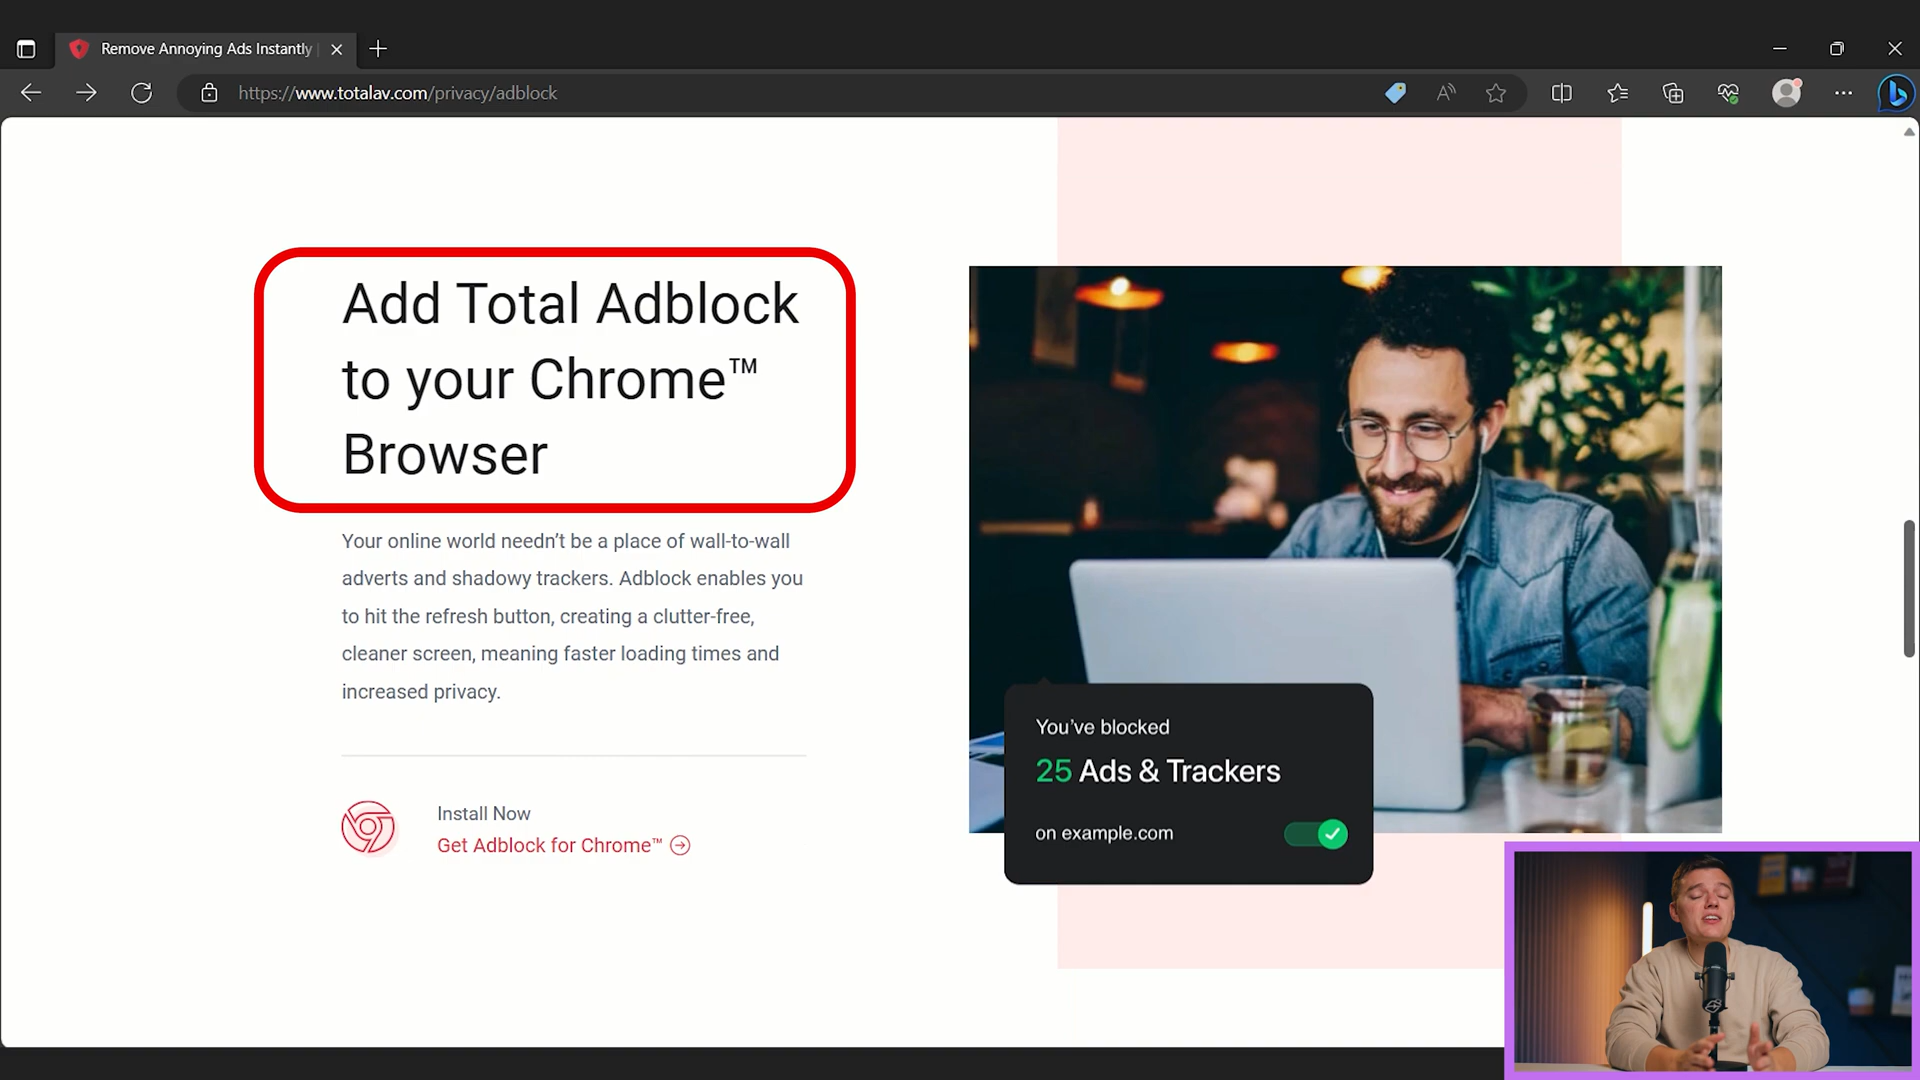 Remove Annoying Ads Instantly
https://www.totalav.com/privacy/adblock
Add Total Adblock
to your Chrome™
Browser
Your online world needn't be a place of wall-to-wall
adverts and shadowy trackers. Adblock enables you
to hit the refresh button, creating a clutter-free,
cleaner screen, meaning faster loading times and
increased privacy.
Install Now
Get Adblock for Chrome™
You've blocked
25 Ads & Trackers
on example.com